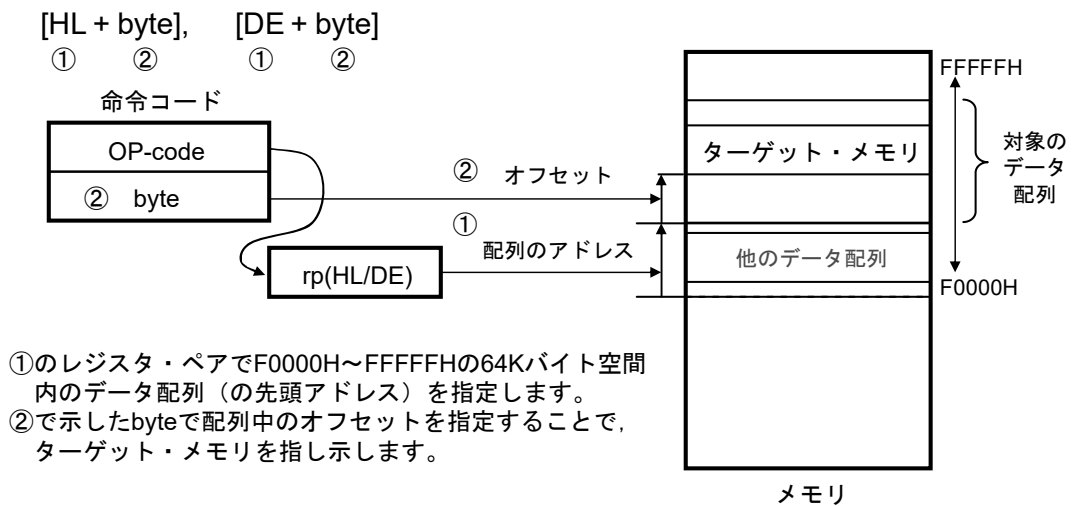 [HL + byte], [DE + byte]
① ② ① ②
命令コード
OP-code
② byte
② オフセット
① 配列のアドレス
rp(HL/DE)
FFFFFH
ターゲット・メモリ
対象の
データ
配列
他のデータ配列
F0000H
メモリ
①のレジスタ・ペアでF0000H～FFFFFHの64Kバイト空間
内のデータ配列（の先頭アドレス）を指定します。
②で示したbyteで配列中のオフセットを指定することで,
ターゲット・メモリを指し示します。